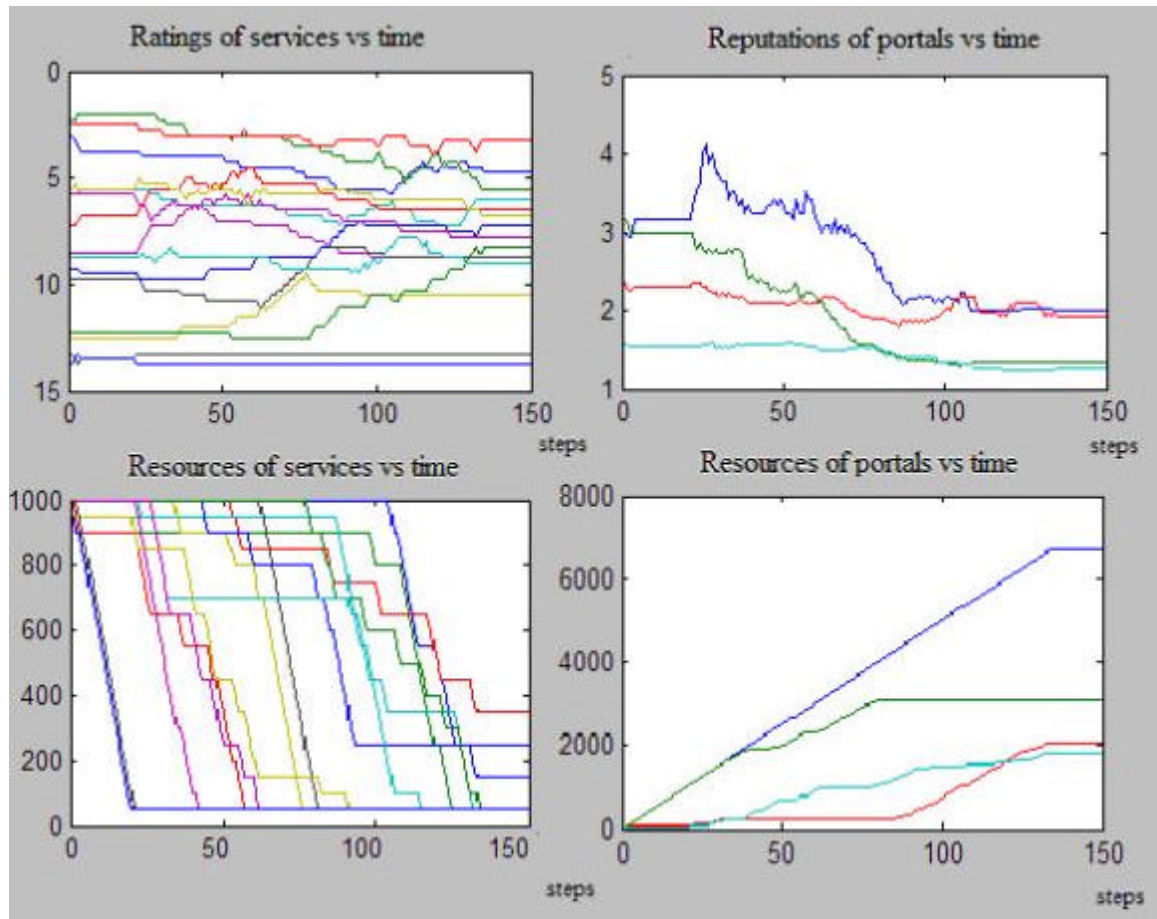 Ratings of services vs time
0
5
10
15
0 50 100 150
steps
Reputations of portals vs time
5
4
3
2
1
0 50 100 150
steps
Resources of services vs time
1000
800
600
400
200
0
0 50 100 150
steps
Resources of portals vs time
8000
6000
4000
2000
0
0 50 100 150
steps